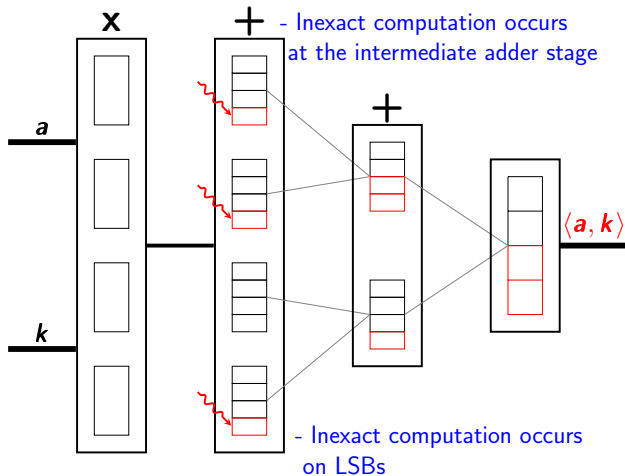 x
+
- Inexact computation occurs
at the intermediate adder stage
+
a
⟨a, k⟩
k
- Inexact computation occurs
on LSBs